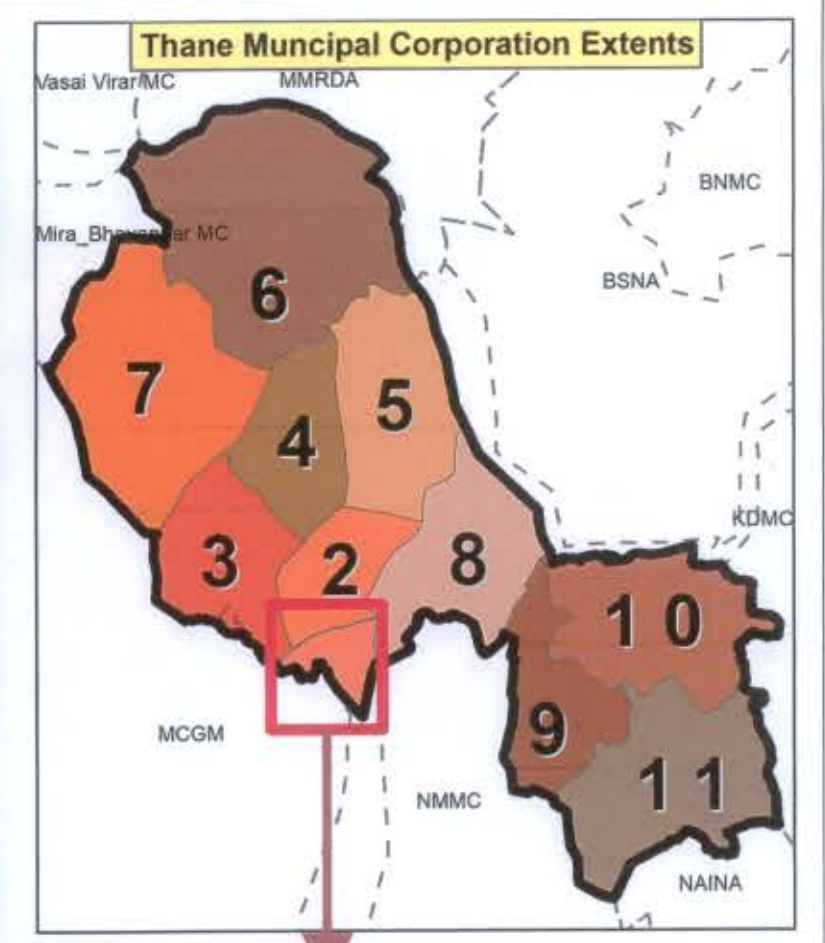 Thane Muncipal Corporation Extents
Vasai Virar MC
MMRDA
BNMC
Mira_Bhayandar MC
BSNA
6
7
5
4
KDMC
3
2
8
10
9
MCGM
11
NMMC
NAINA